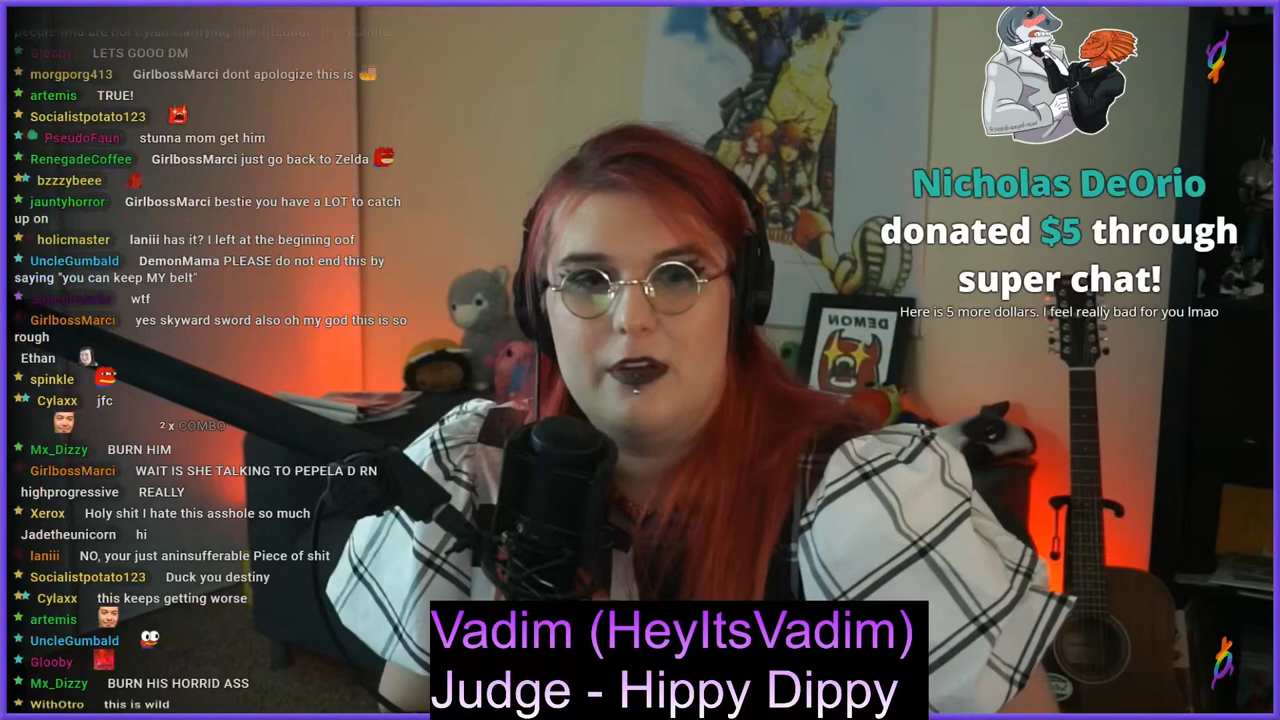 LETS GOOO DM
morgporg413 GirlbossMarci dont apologize this is
artemis TRUE!
Socialistpotato123
PseudoFaun stunna mom get him
RenegadeCoffee GirlbossMarci just go back to Zelda
bzzzybeee
jauntyhorror GirlbossMarci bestie you have a LOT to catch
up on
holicmaster laniii has it? I left at the begining oof
UncleGumbald DemonMama PLEASE do not end this by
saying "you can keep MY belt"
wtf
GirlbossMarci yes skyward sword also oh my god this is so
rough
Ethan
spinkle
Cylaxx jfc
2 x COMBO
Mx_Dizzy BURN HIM
GirlbossMarci WAIT IS SHE TALKING TO PEPELA D RN
highprogressive REALLY
Xerox Holy shit I hate this asshole so much
Jadetheunicorn hi
laniii NO, your just aninsufferable Piece of shit
Socialistpotato123 Duck you destiny
Cylaxx this keeps getting worse
artemis
UncleGumbald
Glooby
Mx_Dizzy BURN HIS HORRID ASS
WithOtro this is wild
Nicholas DeOrio
donated $5 through
super chat!
Here is 5 more dollars. I feel really bad for you lmao
DEMON
Vadim (HeyItsVadim)
Judge - Hippy Dippy